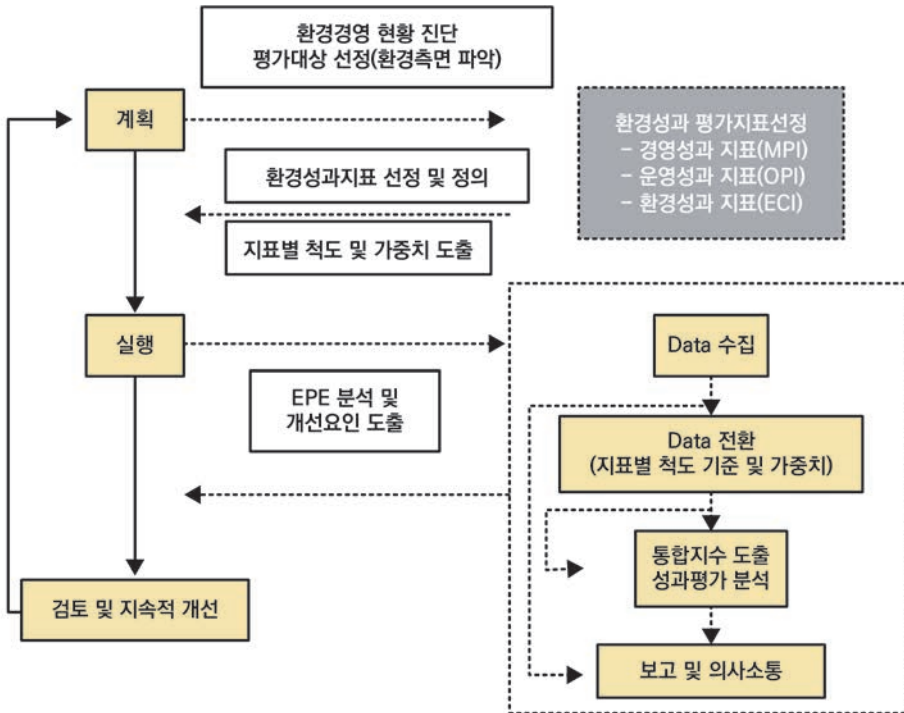 환경경영 현황 진단
평가대상 선정(환경측면 파악)
계획
환경성과 평가지표선정
– 경영성과 지표(MPI)
– 운영성과 지표(OPI)
– 환경성과 지표(ECI)
환경성과지표 선정 및 정의
지표별 척도 및 가중치 도출
실행
Data 수집
EPE 분석 및
개선요인 도출
Data 전환
(지표별 척도 기준 및 가중치)
통합지수 도출
성과평가 분석
검토 및 지속적 개선
보고 및 의사소통